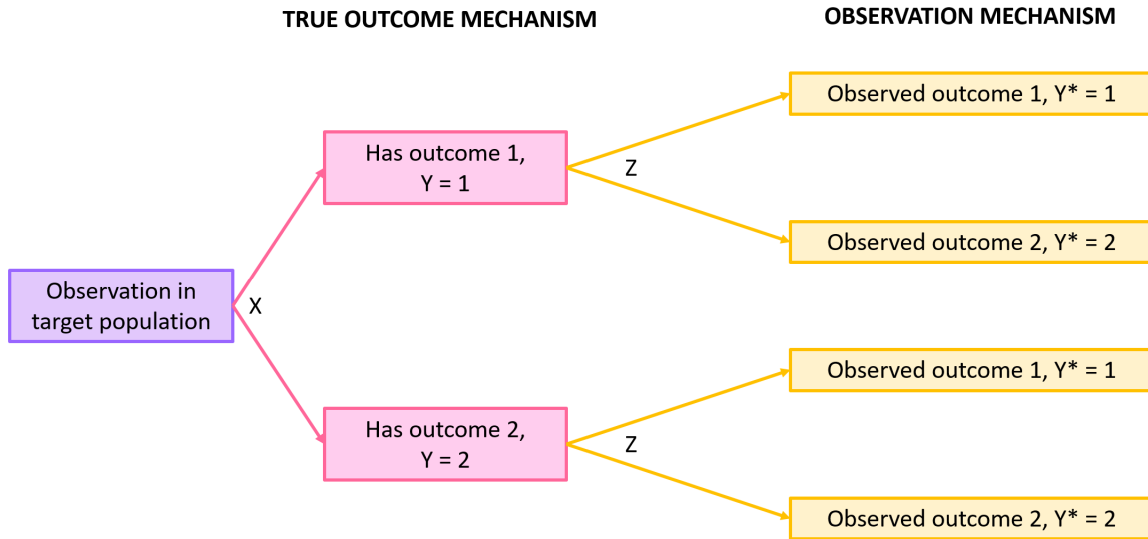 TRUE OUTCOME MECHANISM
OBSERVATION MECHANISM
Observed outcome 1, Y* = 1
Has outcome 1,
Y = 1
Z
Observed outcome 2, Y* = 2
Observation in
target population
X
Observed outcome 1, Y* = 1
Has outcome 2,
Y = 2
Z
Observed outcome 2, Y* = 2